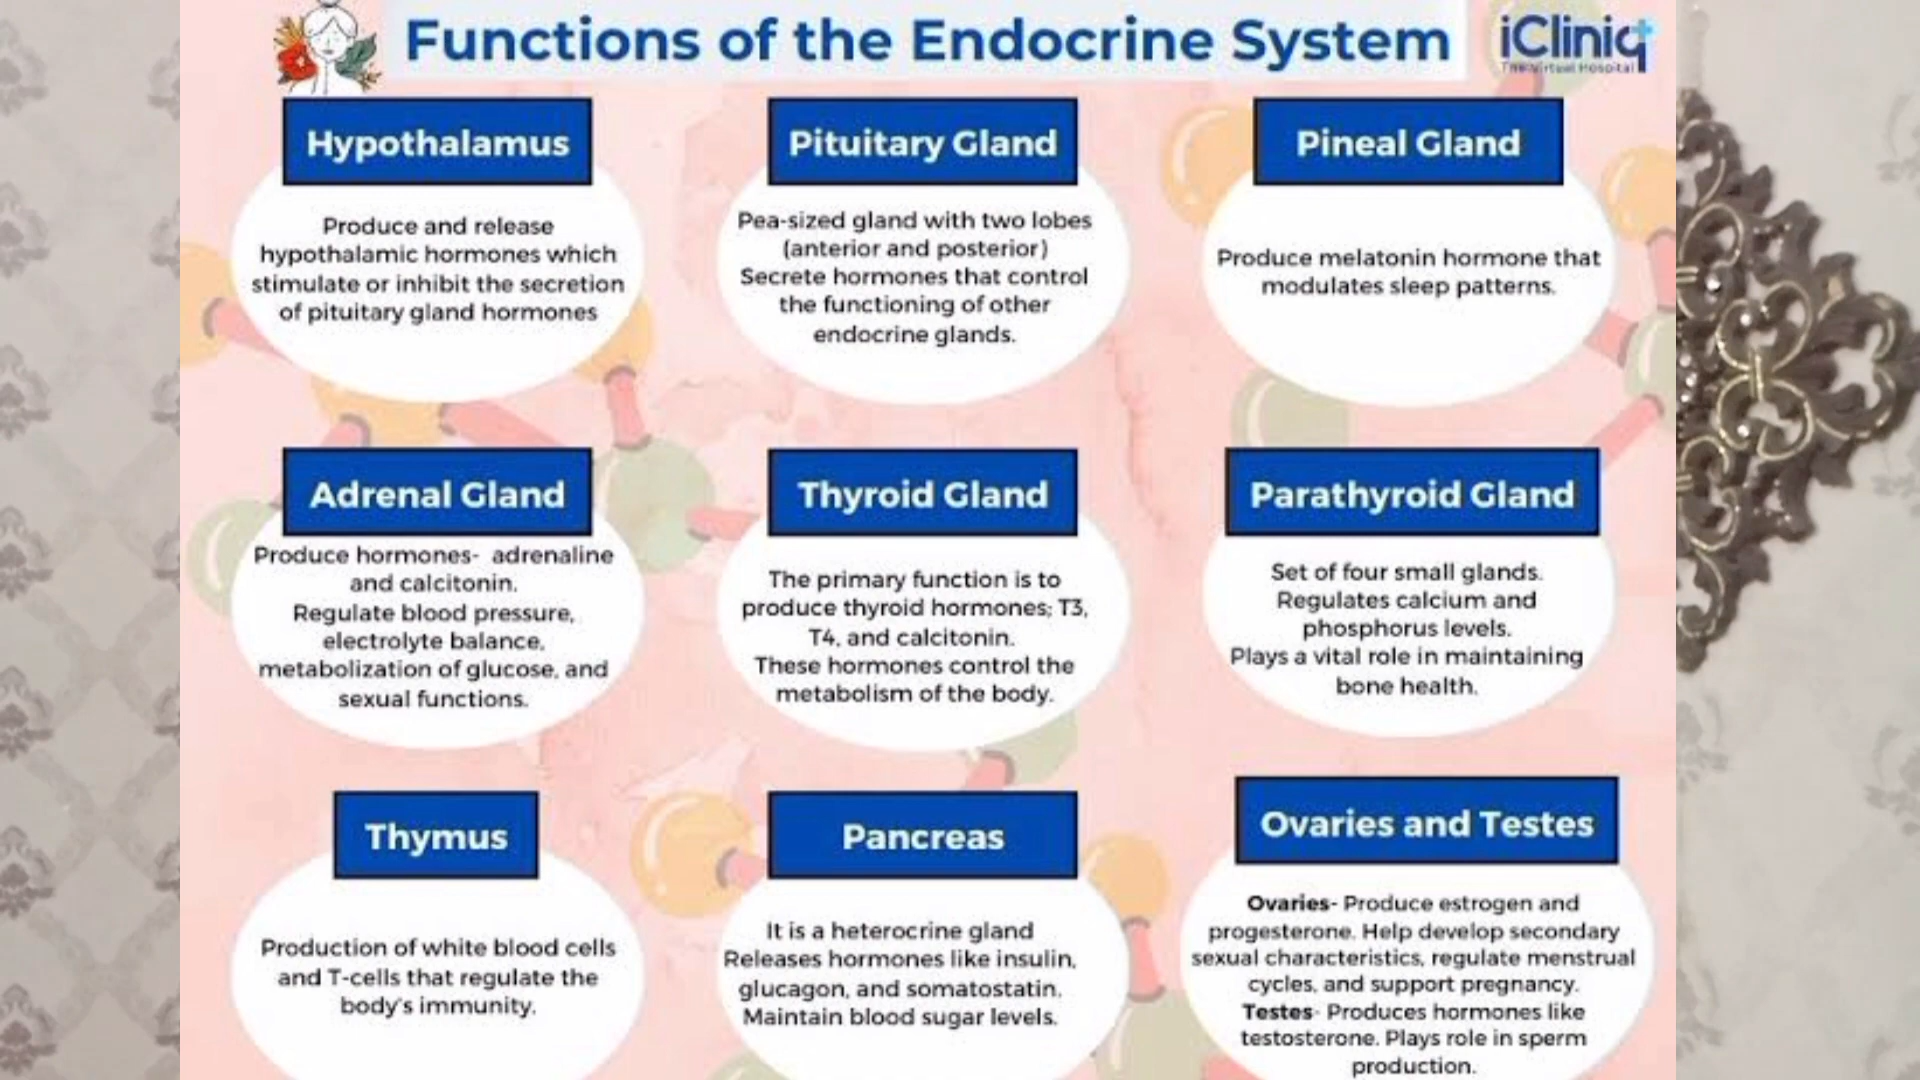 Functions of the Endocrine System
iCliniq
The Virtual Hospital
Hypothalamus
Produce and release
hypothalamic hormones which
stimulate or inhibit the secretion
of pituitary gland hormones
Pituitary Gland
Pea-sized gland with two lobes
(anterior and posterior)
Secrete hormones that control
the functioning of other
endocrine glands.
Pineal Gland
Produce melatonin hormone that
modulates sleep patterns.
Adrenal Gland
Produce hormones- adrenaline
and calcitonin.
Regulate blood pressure,
electrolyte balance,
metabolization of glucose, and
sexual functions.
Thyroid Gland
The primary function is to
produce thyroid hormones; T3,
T4, and calcitonin.
These hormones control the
metabolism of the body.
Parathyroid Gland
Set of four small glands.
Regulates calcium and
phosphorus levels.
Plays a vital role in maintaining
bone health.
Thymus
Production of white blood cells
and T-cells that regulate the
body's immunity.
Pancreas
It is a heterocrine gland
Releases hormones like insulin,
glucagon, and somatostatin.
Maintain blood sugar levels.
Ovaries and Testes
Ovaries- Produce estrogen and
progesterone. Help develop secondary
sexual characteristics, regulate menstrual
cycles, and support pregnancy.
Testes- Produces hormones like
testosterone. Plays role in sperm
production.